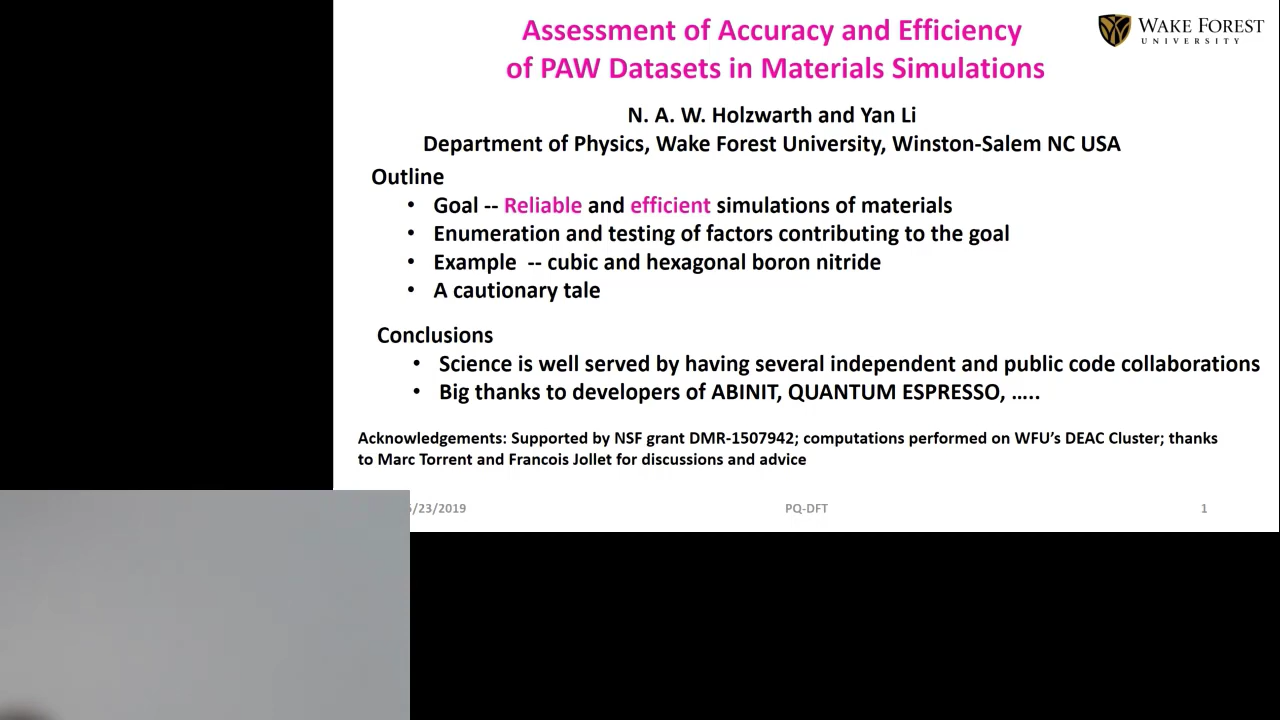 Assessment of Accuracy and Efficiency
of PAW Datasets in Materials Simulations
WAKE FOREST
UNIVERSITY
N. A. W. Holzwarth and Yan Li
Department of Physics, Wake Forest University, Winston-Salem NC USA
Outline
• Goal -- Reliable and efficient simulations of materials
• Enumeration and testing of factors contributing to the goal
• Example -- cubic and hexagonal boron nitride
• A cautionary tale
Conclusions
• Science is well served by having several independent and public code collaborations
• Big thanks to developers of ABINIT, QUANTUM ESPRESSO, …..
Acknowledgements: Supported by NSF grant DMR-1507942; computations performed on WFU’s DEAC Cluster; thanks
to Marc Torrent and Francois Jollet for discussions and advice
/23/2019
PQ-DFT
1